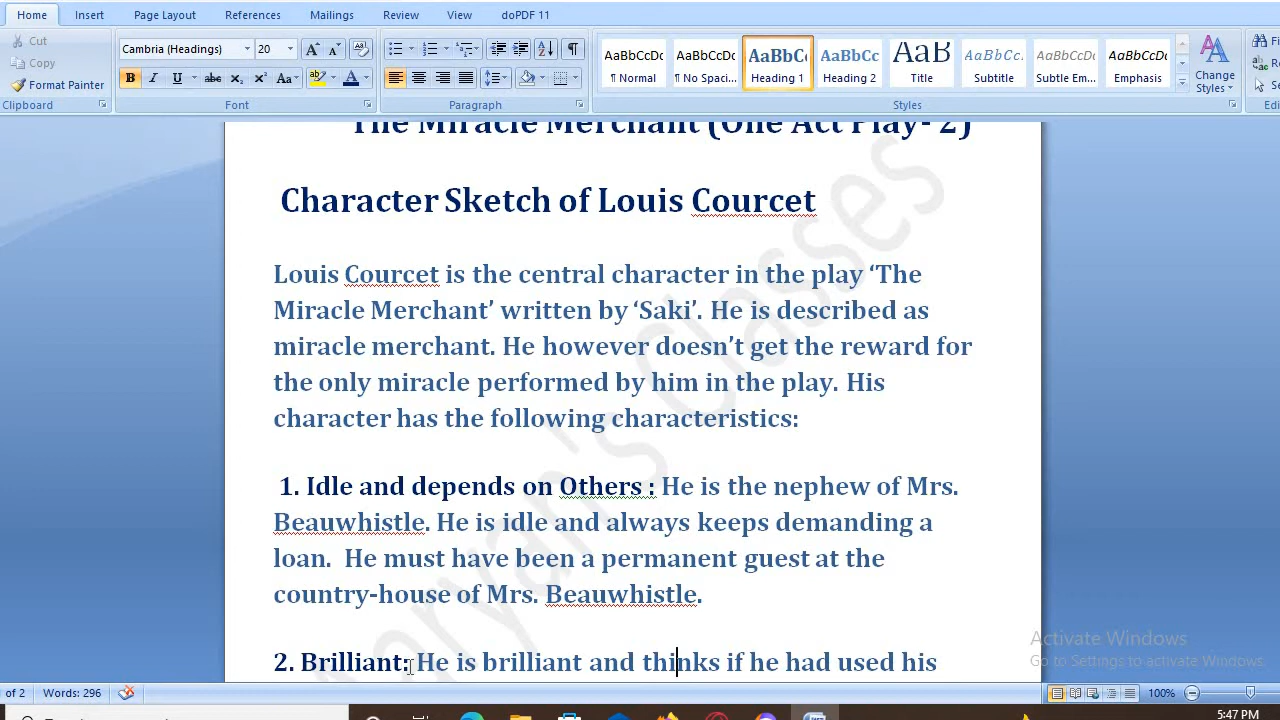 Home Insert Page Layout References Mailings Review View doPDF 11
Cut
Copy
Format Painter
Clipboard
Cambria (Headings) 20
Font
Paragraph
AaBbCcDc AaBbCcDc AaBbCc AaBbCc AaB AaBbCc. AaBbCcDc AaBbCcDc
¶ Normal ¶ No Spaci... Heading 1 Heading 2 Title Subtitle Subtle Em... Emphasis
Change Styles
Styles
The Miracle Merchant (One Act Play- 2)
Character Sketch of Louis Courcet
Louis Courcet is the central character in the play ‘The
Miracle Merchant’ written by ‘Saki’. He is described as
miracle merchant. He however doesn’t get the reward for
the only miracle performed by him in the play. His
character has the following characteristics:
1. Idle and depends on Others : He is the nephew of Mrs.
Beauwhistle. He is idle and always keeps demanding a
loan.  He must have been a permanent guest at the
country-house of Mrs. Beauwhistle.
2. Brilliant: He is brilliant and thinks if he had used his
aryan's Classes
Activate Windows
Go to Settings to activate Windows.
of 2 Words: 296 100%
5:47 PM